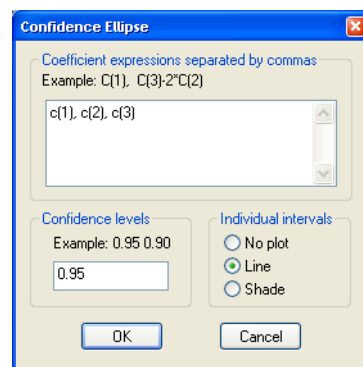 Confidence Ellipse
Coefficient expressions separated by commas
Example: C(1), C(3)-2*C(2)
c(1), c(2), c(3)
Confidence levels
Example: 0.95 0.90
0.95
Individual intervals
No plot
Line
Shade
OK
Cancel